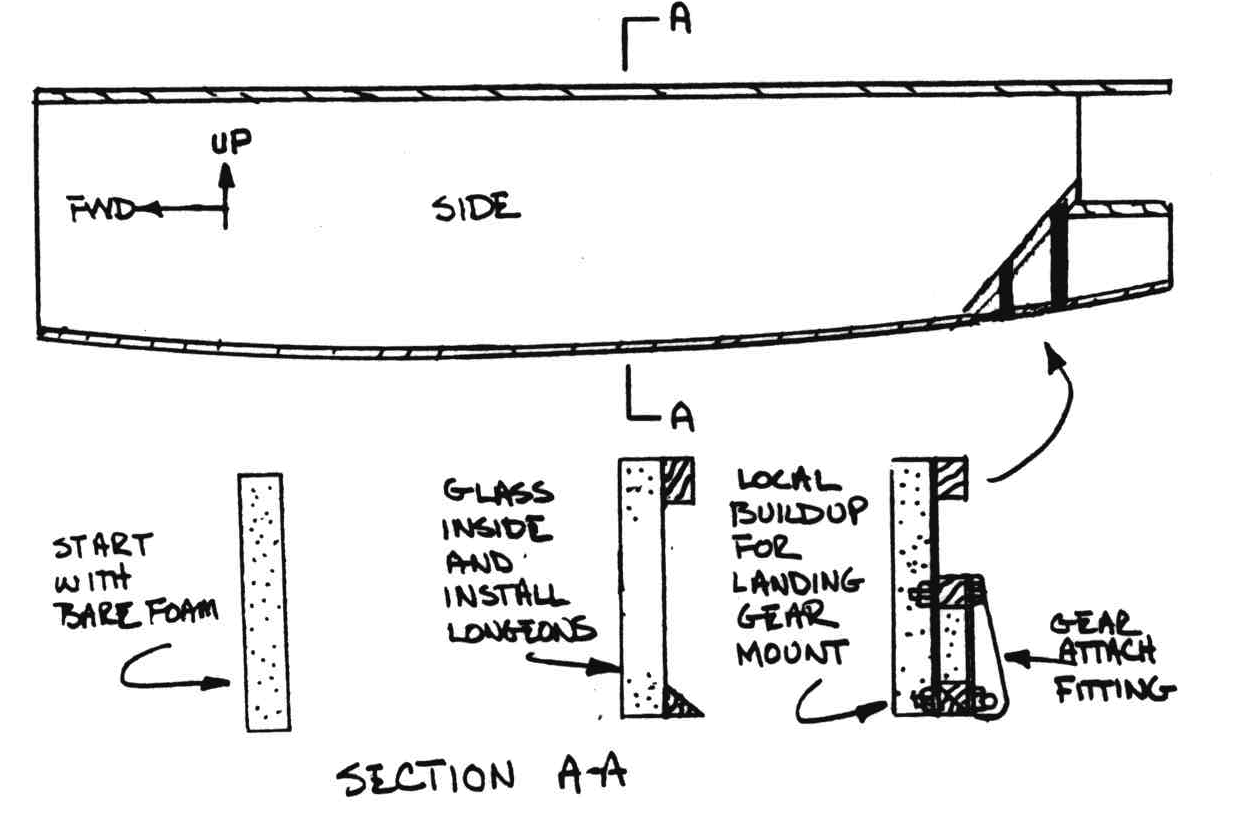 A
UP
FWD
SIDE
A
START
WITH
BARE FOAM
GLASS
INSIDE
AND
INSTALL
LONGEONS
LOCAL
BUILDUP
FOR
LANDING
GEAR
MOUNT
GEAR
ATTACH
FITTING
SECTION A-A